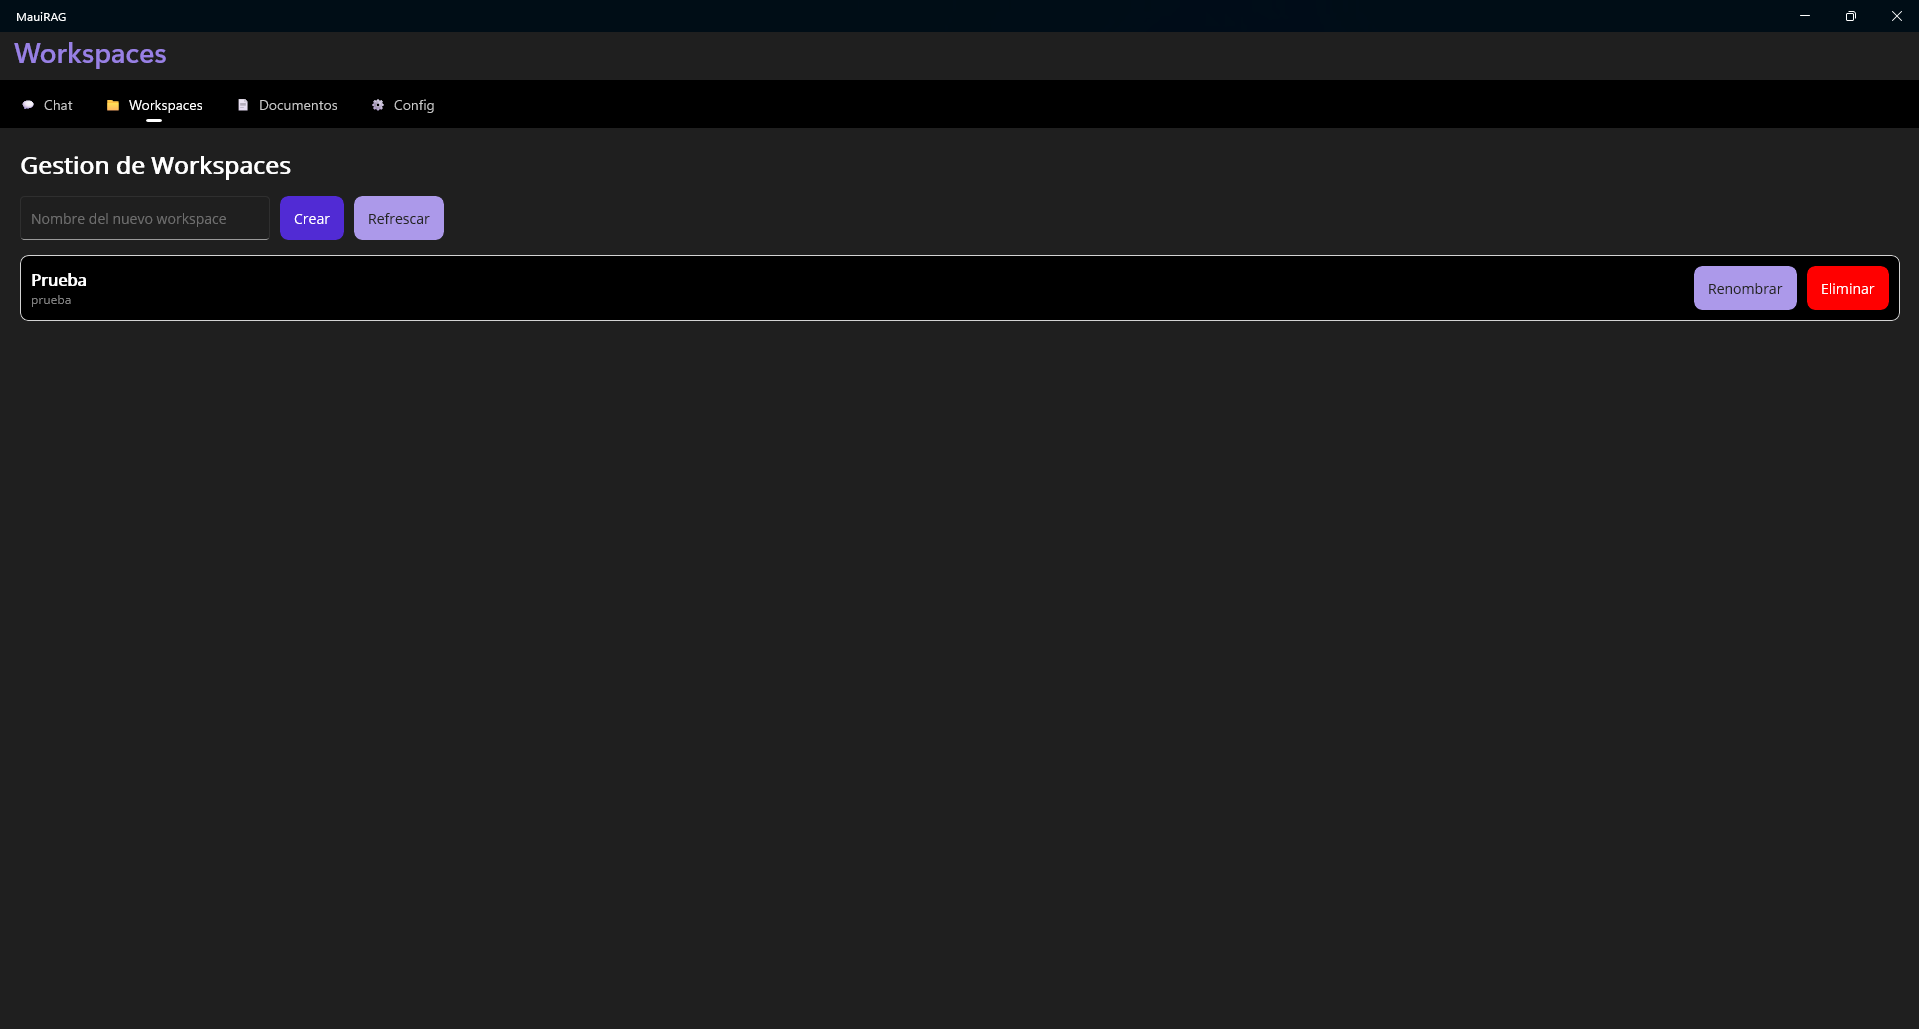 MauiRAG
Workspaces
Chat Workspaces Documentos Config
Gestion de Workspaces
Nombre del nuevo workspace Crear Refrescar
Prueba
prueba
Renombrar Eliminar